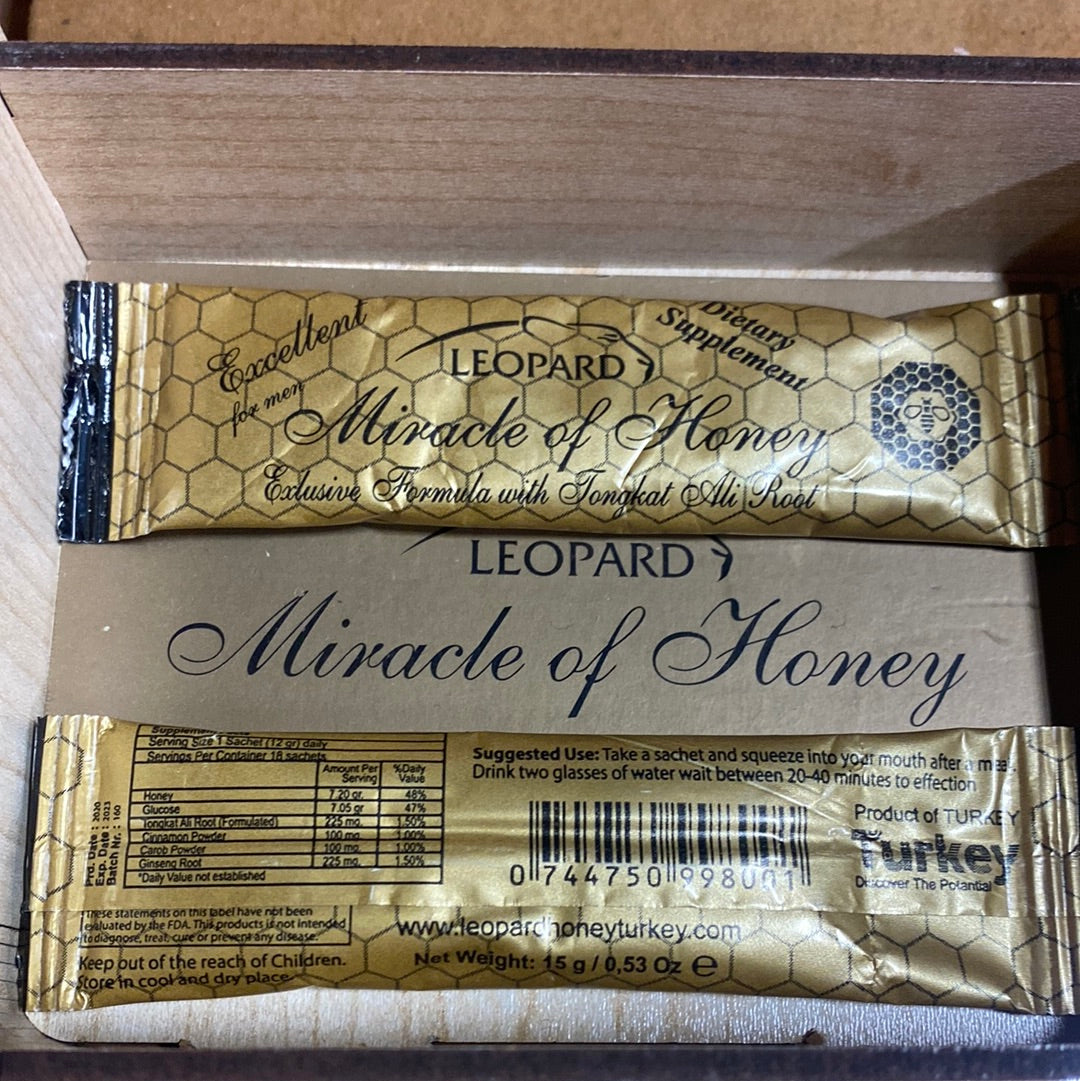 Excellent
for men
LEOPARD
Dietary
Supplement
Miracle of Honey
Exlusive Formula with Tongkat Ali Root
LEOPARD
Miracle of Honey
Serving Size 1 Sachet (12 gr) daily
Servings Per Container 18 sachets
Amount Per Serving %Daily Value
Honey 7.20 gr. 48%
Glucose 7.05 gr 47%
Tongkat Ali Root (Formulated) 225 mg. 1.50%
Cinnamon Powder 100 mg. 1.00%
Carob Powder 100 mg. 1.00%
Ginseng Root 225 mg. 1.50%
*Daily Value not established
Prd. Date : 2020
Exp. Date : 2023
Batch Nr. : 160
Suggested Use: Take a sachet and squeeze into your mouth after a meal.
Drink two glasses of water wait between 20-40 minutes to effection
0 744750 998001
Product of TURKEY
Turkey
Discover The Potantial
These statements on this label have not been
evaluated by the FDA. This products is not intended
to diagnose, treat, cure or prevent any disease.
Keep out of the reach of Children.
Store in cool and dry place
www.leopardhoneyturkey.com
Net Weight: 15 g / 0,53 Oz ℮